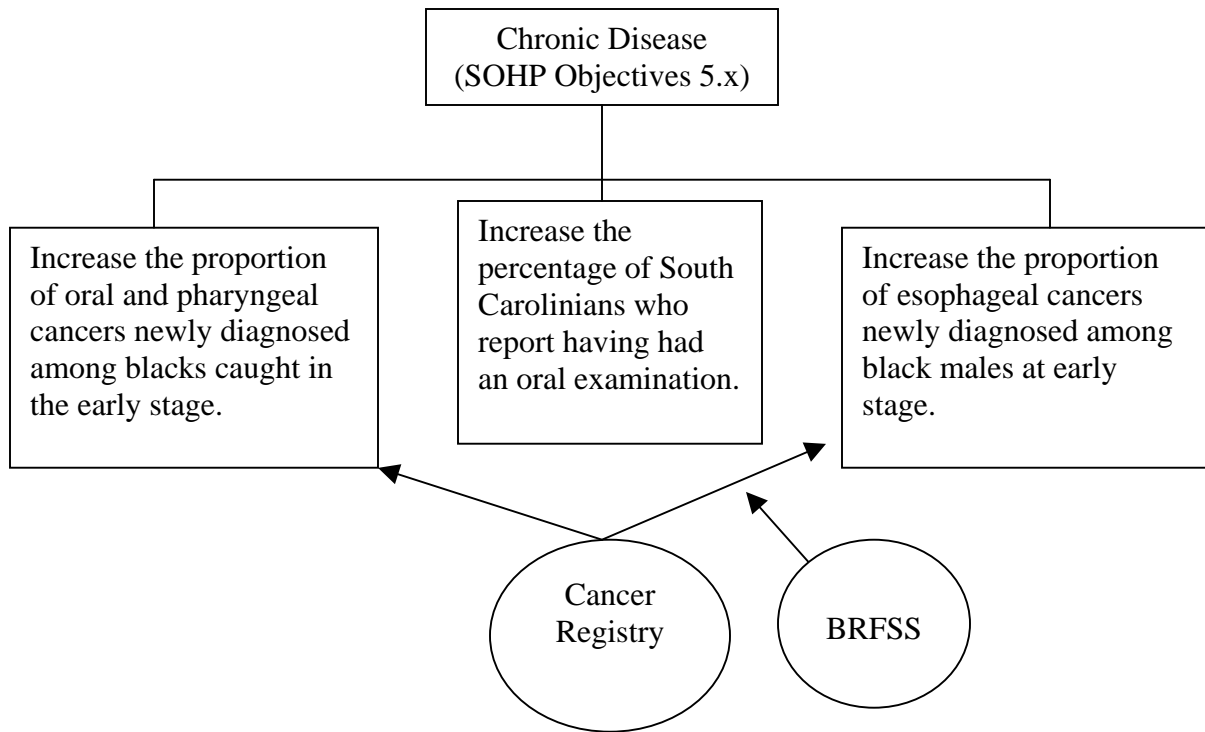 Chronic Disease
(SOHP Objectives 5.x)
Increase the proportion
of oral and pharyngeal
cancers newly diagnosed
among blacks caught in
the early stage.
Increase the
percentage of South
Carolinians who
report having had
an oral examination.
Increase the proportion
of esophageal cancers
newly diagnosed among
black males at early
stage.
Cancer
Registry
BRFSS